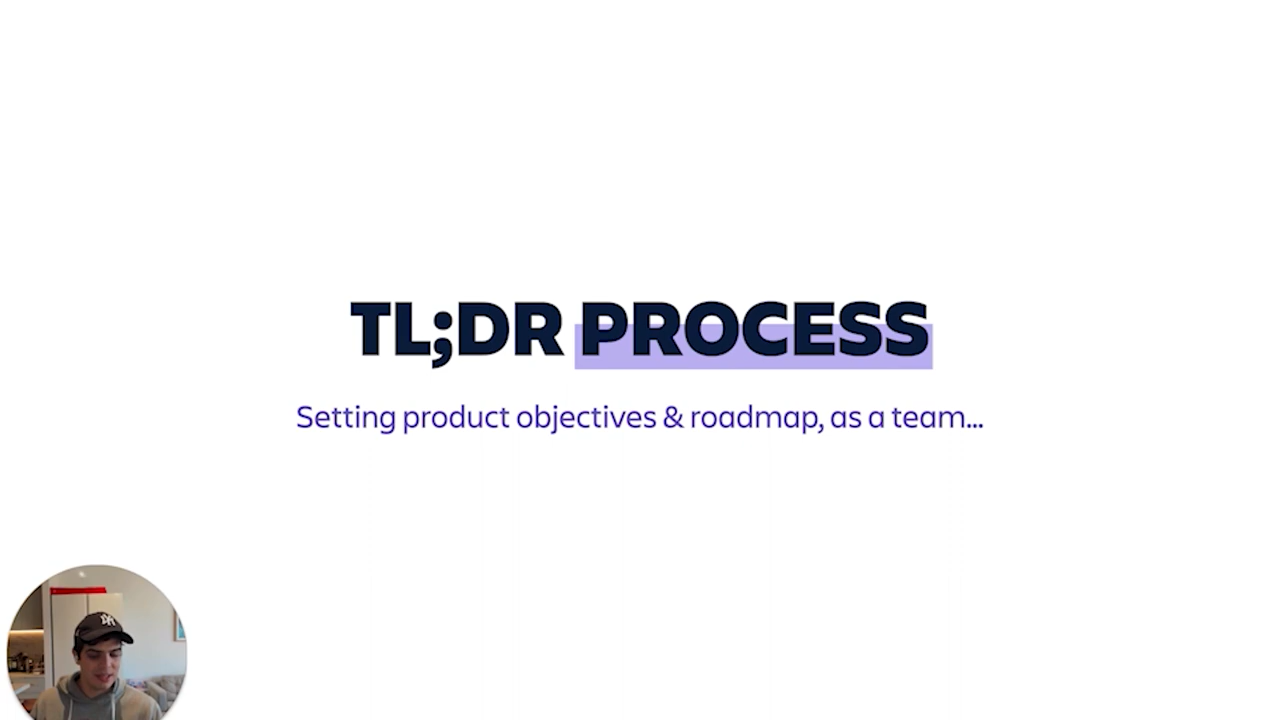 TL;DR PROCESS
Setting product objectives & roadmap, as a team...